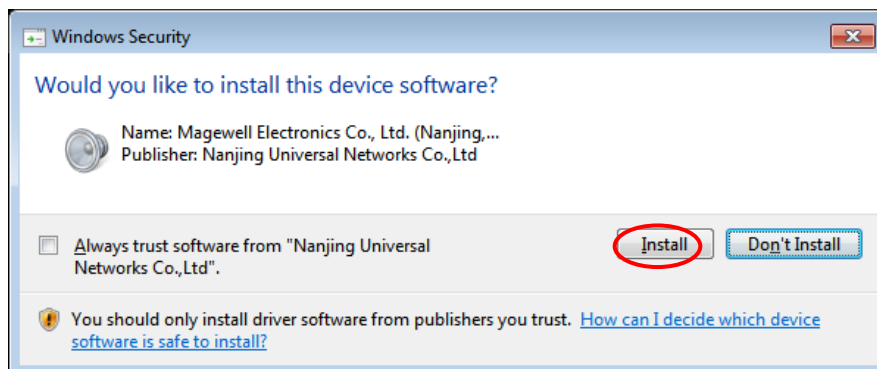 Windows Security
Would you like to install this device software?
Name: Magewell Electronics Co., Ltd. (Nanjing,...
Publisher: Nanjing Universal Networks Co.,Ltd
Always trust software from "Nanjing Universal
Networks Co.,Ltd".
Install
Don't Install
You should only install driver software from publishers you trust. How can I decide which device
software is safe to install?